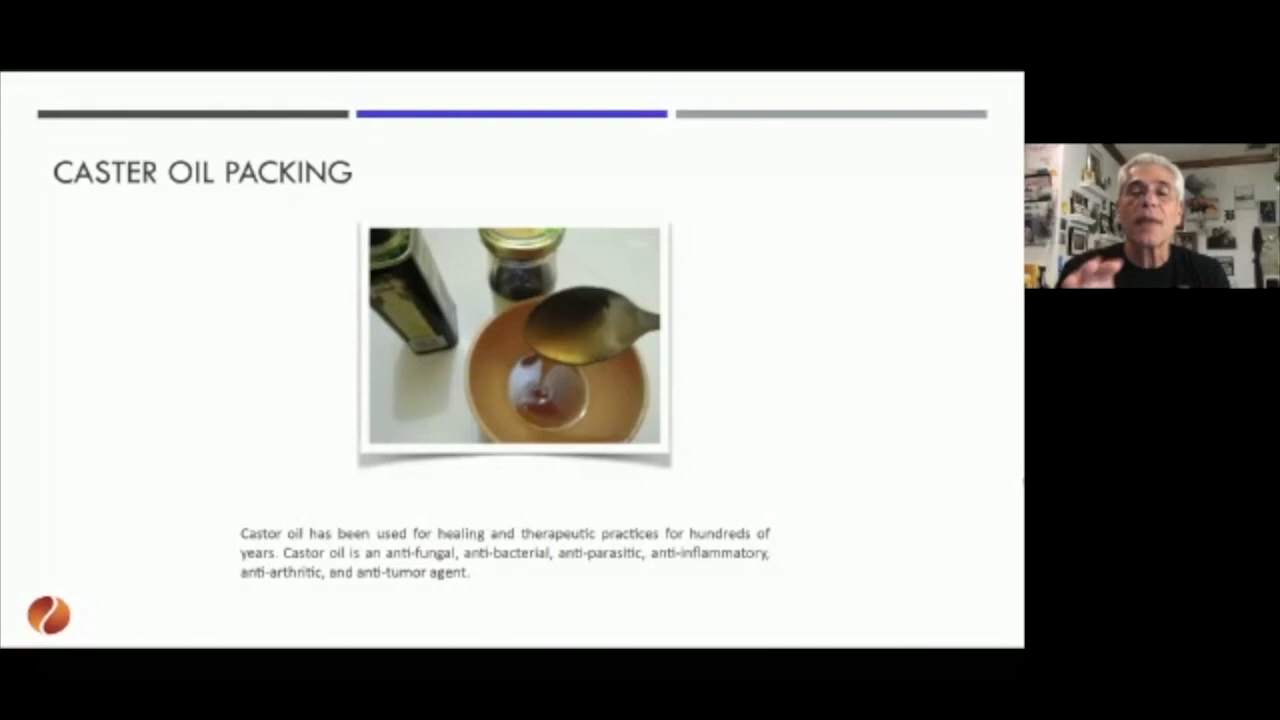 CASTER OIL PACKING
Castor oil has been used for healing and therapeutic practices for hundreds of
years. Castor oil is an anti-fungal, anti-bacterial, anti-parasitic, anti-inflammatory,
anti-arthritic, and anti-tumor agent.